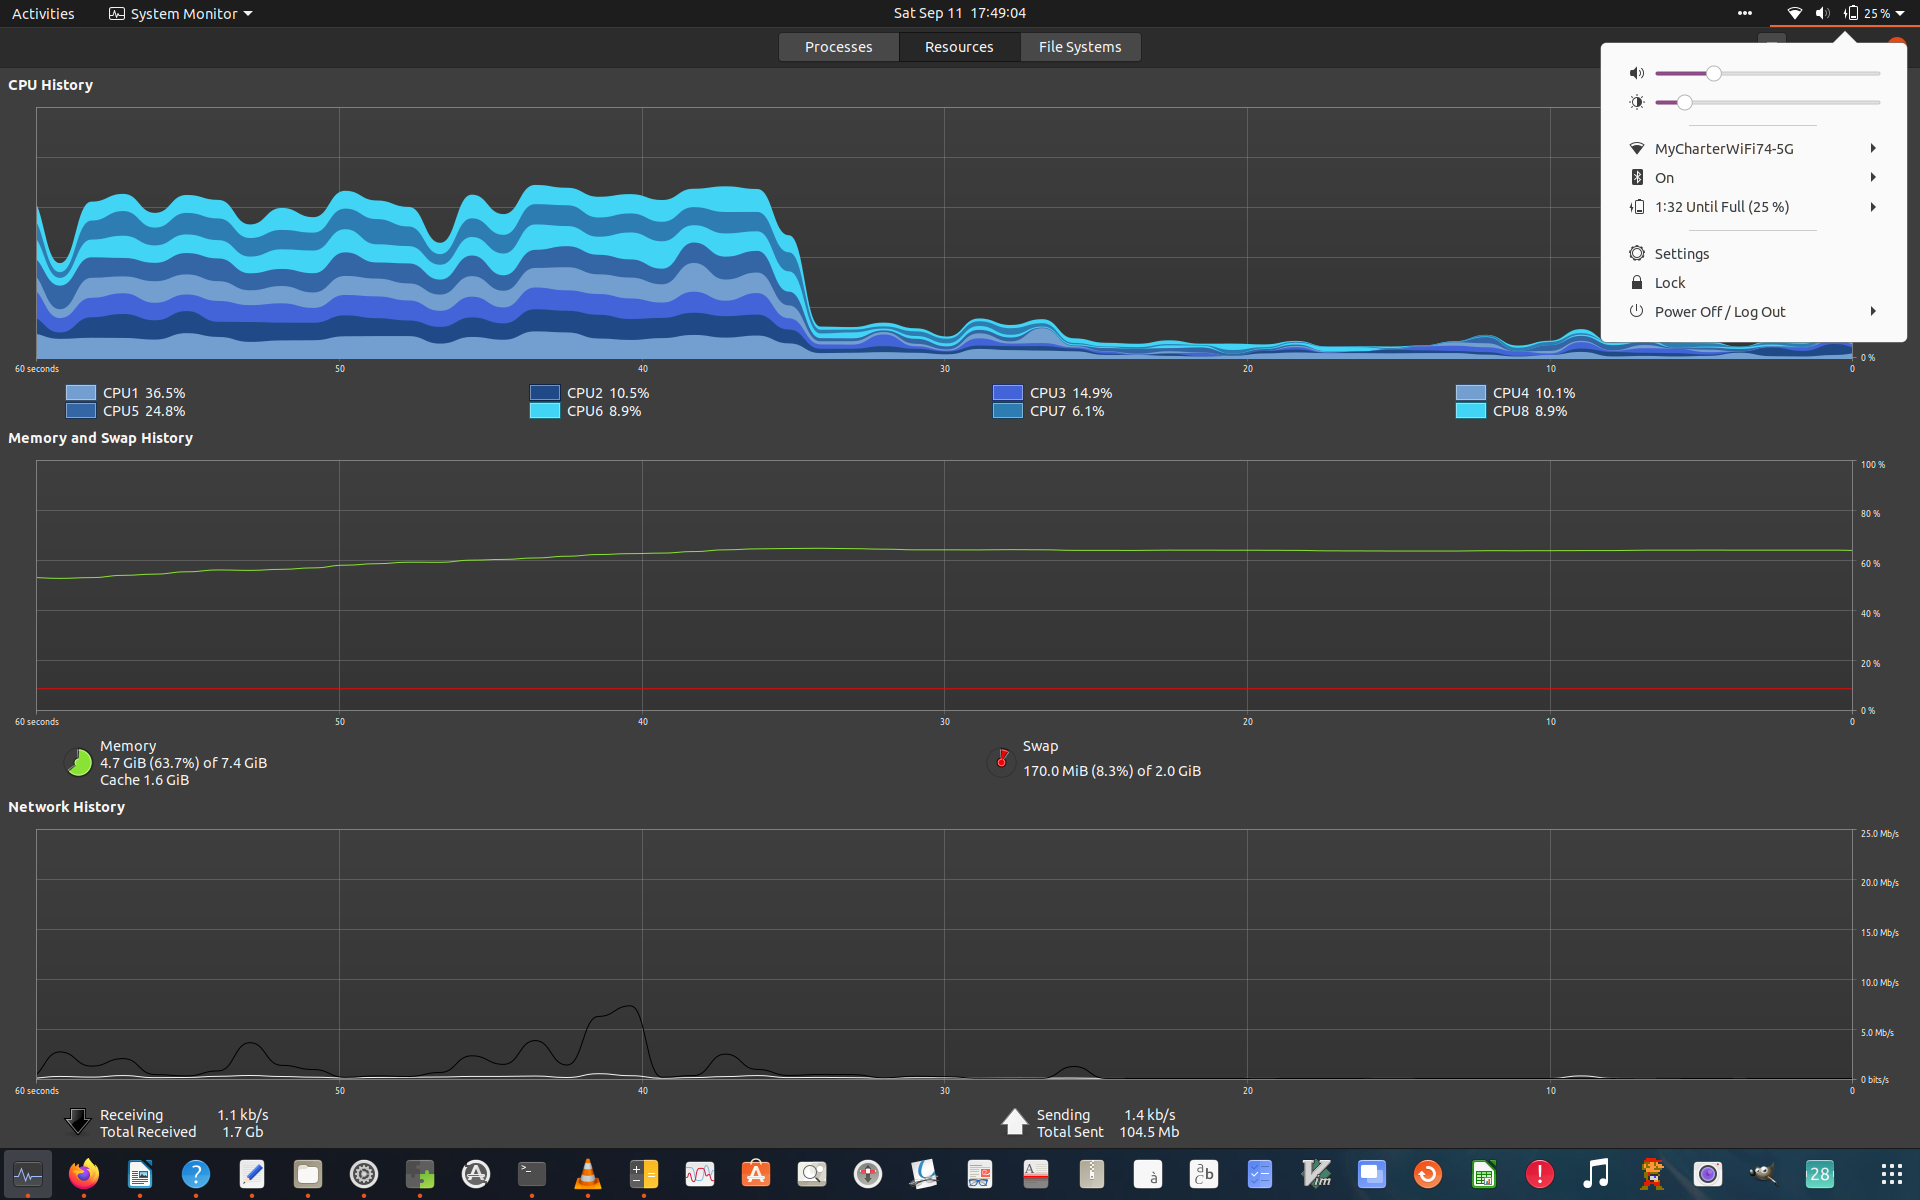 Activities
System Monitor
Sat Sep 11 17:49:04
25 %
Processes
Resources
File Systems
MyCharterWiFi74-5G
On
1:32 Until Full (25 %)
Settings
Lock
Power Off / Log Out
CPU History
0 %
60 seconds 50 40 30 20 10 0
CPU1 36.5% CPU2 10.5% CPU3 14.9% CPU4 10.1%
CPU5 24.8% CPU6 8.9% CPU7 6.1% CPU8 8.9%
Memory and Swap History
100 %
80 %
60 %
40 %
20 %
0 %
60 seconds 50 40 30 20 10 0
Memory
4.7 GiB (63.7%) of 7.4 GiB
Cache 1.6 GiB
Swap
170.0 MiB (8.3%) of 2.0 GiB
Network History
25.0 Mb/s
20.0 Mb/s
15.0 Mb/s
10.0 Mb/s
5.0 Mb/s
0 bits/s
60 seconds 50 40 30 20 10 0
Receiving 1.1 kb/s
Total Received 1.7 Gb
Sending 1.4 kb/s
Total Sent 104.5 Mb
?
>_
A
à
a b c
Vim
!
28